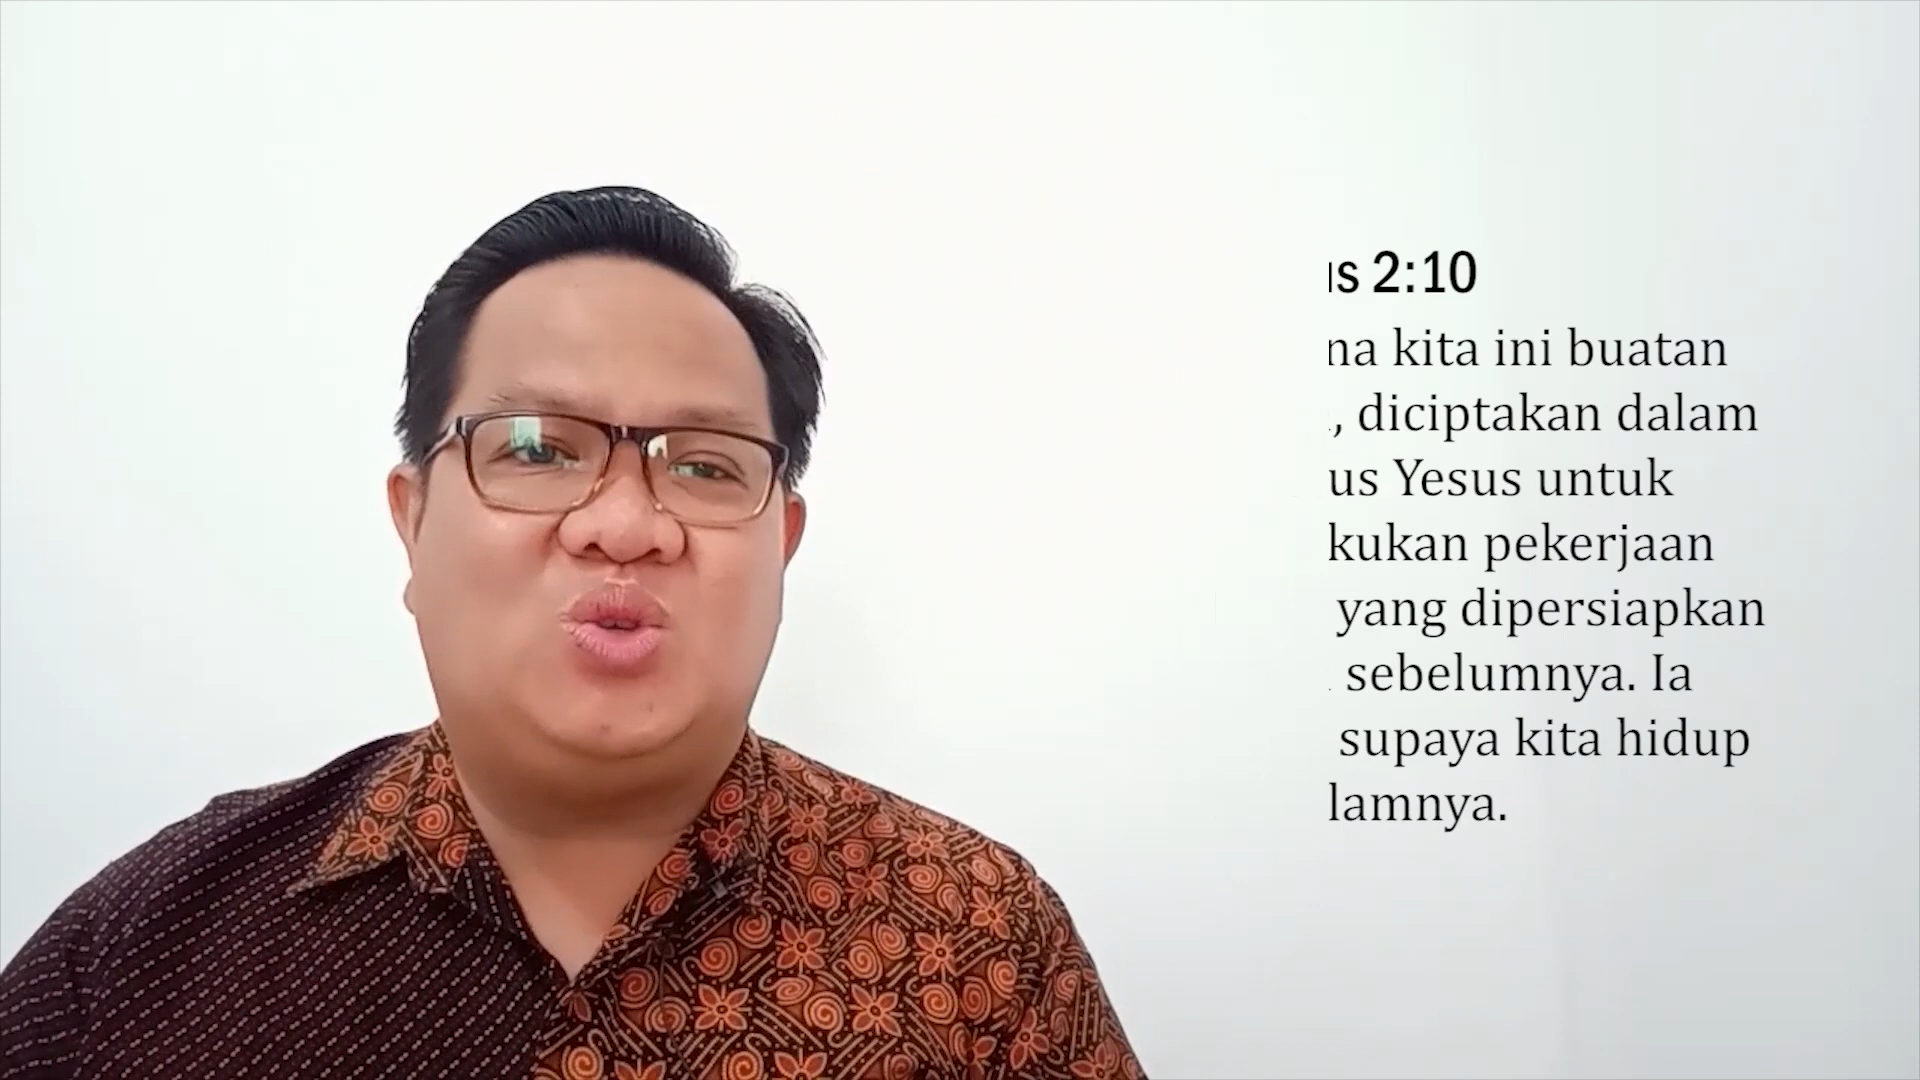 us 2:10
na kita ini buatan
, diciptakan dalam
us Yesus untuk
kukan pekerjaan
yang dipersiapkan
sebelumnya. Ia
supaya kita hidup
lamnya.